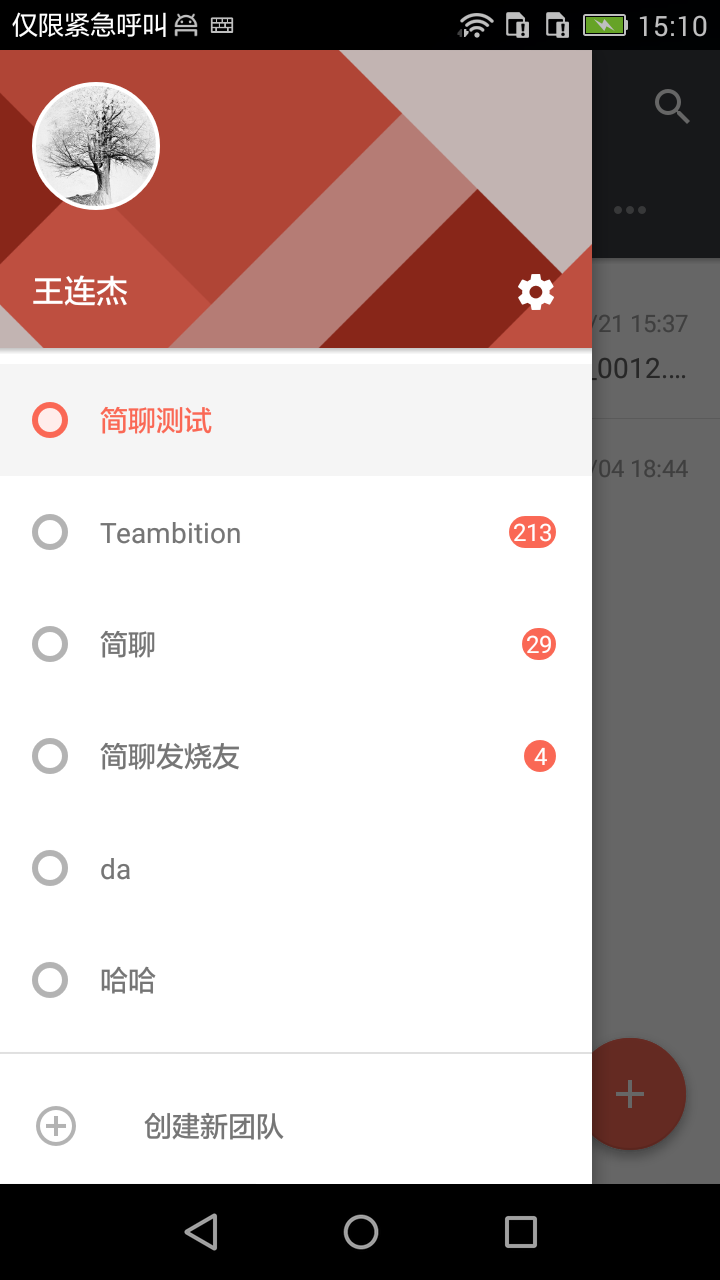 仅限紧急呼叫 15:10
王连杰
/21 15:37
_0012....
简聊测试
/04 18:44
Teambition 213
简聊 29
简聊发烧友 4
da
哈哈
创建新团队